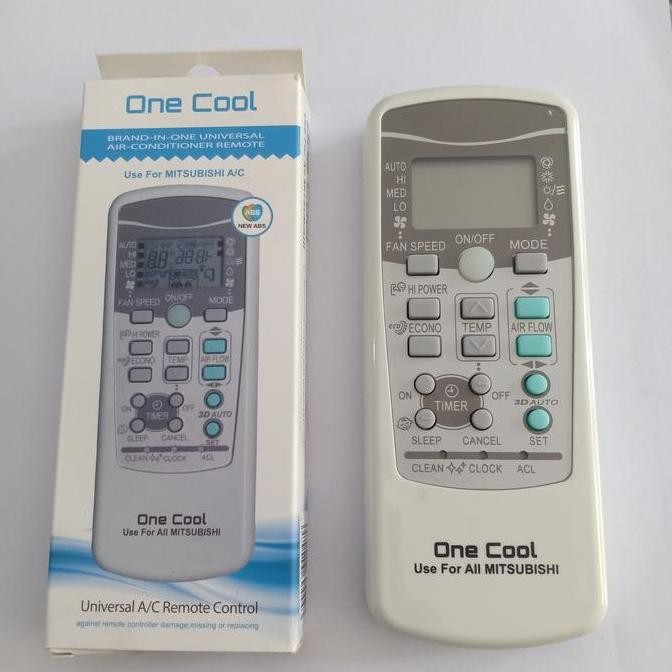 One Cool
BRAND-IN-ONE UNIVERSAL
AIR-CONDITIONER REMOTE
Use For MITSUBISHI A/C
ABS
NEW ABS
AUTO
HI
MED
LO
ON/OFF
FAN SPEED
MODE
HI POWER
eco ECONO
TEMP
AIR FLOW
ON
OFF
TIMER
3D AUTO
SLEEP
CANCEL
SET
CLEAN
CLOCK
ACL
One Cool
Use For All MITSUBISHI
Universal A/C Remote Control
against remote controller damage,missing or replacing
AUTO
HI
MED
LO
ON/OFF
FAN SPEED
MODE
HI POWER
eco ECONO
TEMP
AIR FLOW
ON
OFF
TIMER
3D AUTO
SLEEP
CANCEL
SET
CLEAN
CLOCK
ACL
One Cool
Use For All MITSUBISHI